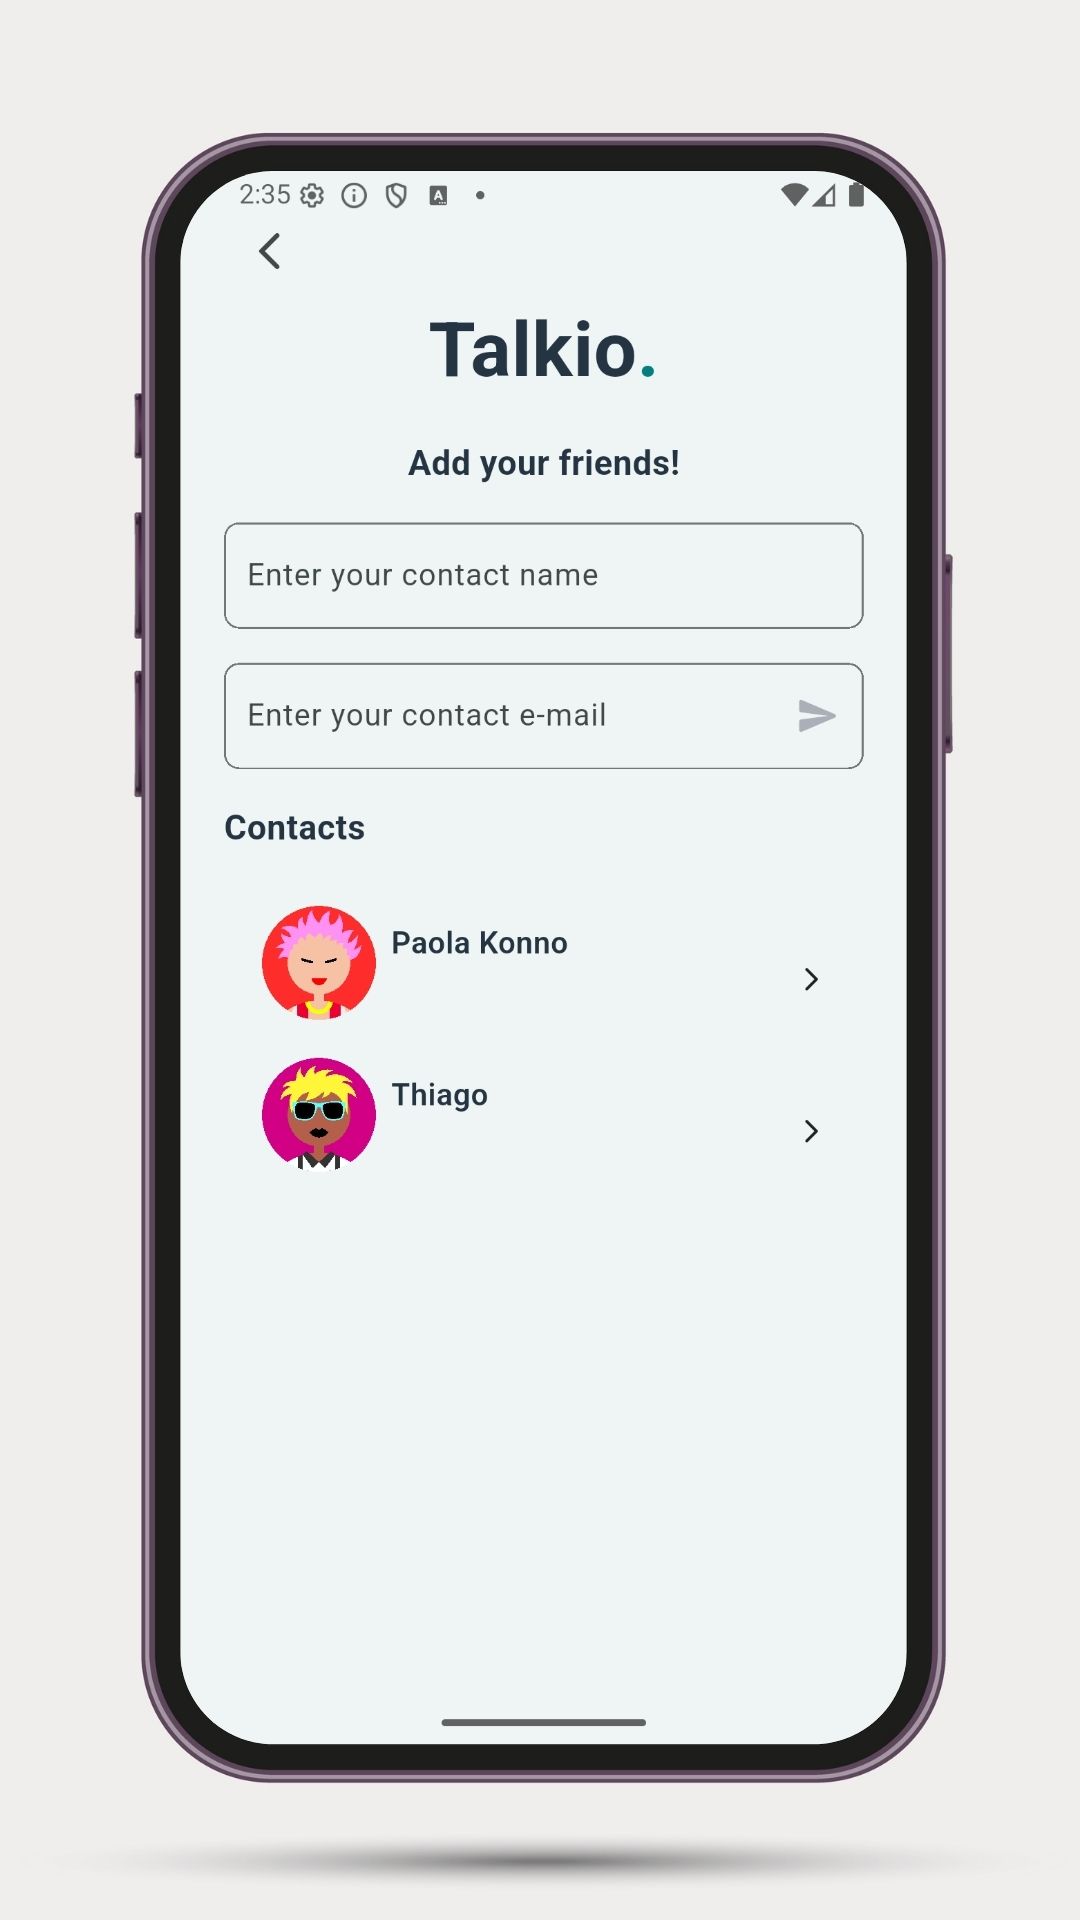 2:35
Talkio.
Add your friends!
Enter your contact name
Enter your contact e-mail
Contacts
Paola Konno
Thiago